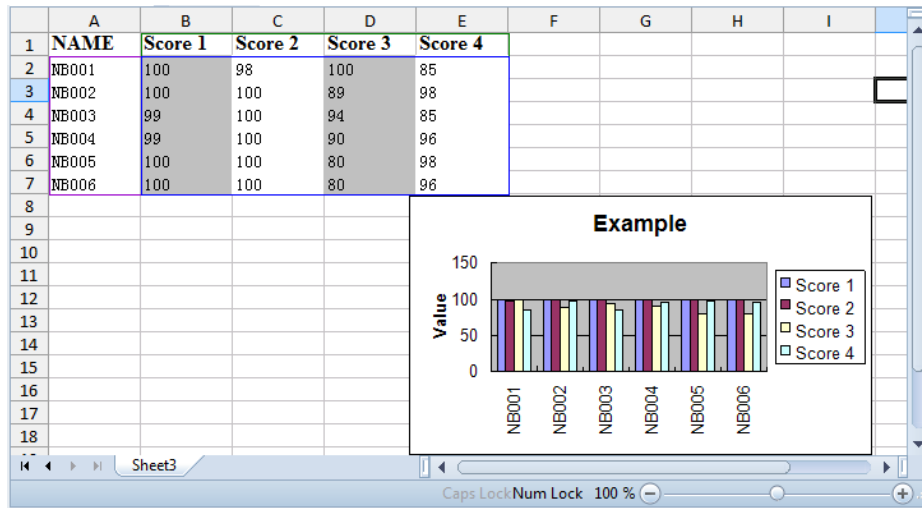 A B C D E F G H I
1 NAME Score 1 Score 2 Score 3 Score 4
2 NB001 100 98 100 85
3 NB002 100 100 89 98
4 NB003 99 100 94 85
5 NB004 99 100 90 96
6 NB005 100 100 80 98
7 NB006 100 100 80 96
8
9
10
11
12
13
14
15
16
17
18
Example
Value
150
100
50
0
NB001 NB002 NB003 NB004 NB005 NB006
Score 1
Score 2
Score 3
Score 4
Sheet3
Caps Lock Num Lock 100 %